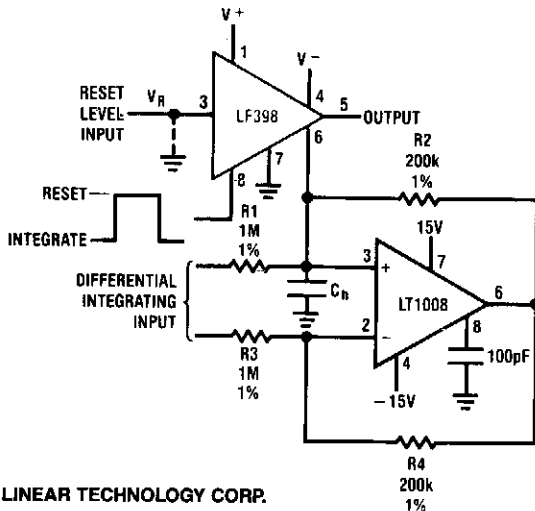 V+
1
V−
RESET
LEVEL
INPUT
VR
3
LF398
4
5
OUTPUT
6
7
8
R2
200k
1%
RESET
INTEGRATE
R1
1M
1%
15V
DIFFERENTIAL
INTEGRATING
INPUT
3
+
7
Ch
LT1008
6
2
−
8
100pF
4
−15V
R3
1M
1%
R4
200k
1%
LINEAR TECHNOLOGY CORP.